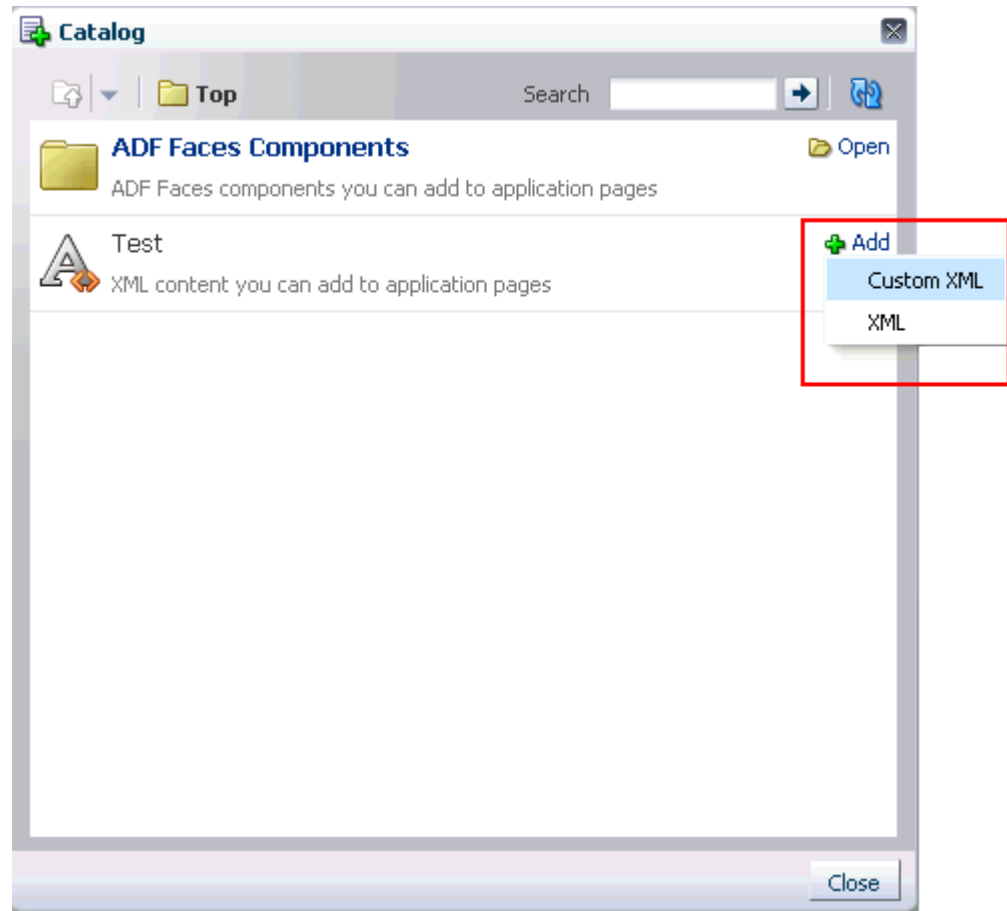 Catalog
Top Search
ADF Faces Components Open
ADF Faces components you can add to application pages
Test Add
XML content you can add to application pages
Custom XML
XML
Close